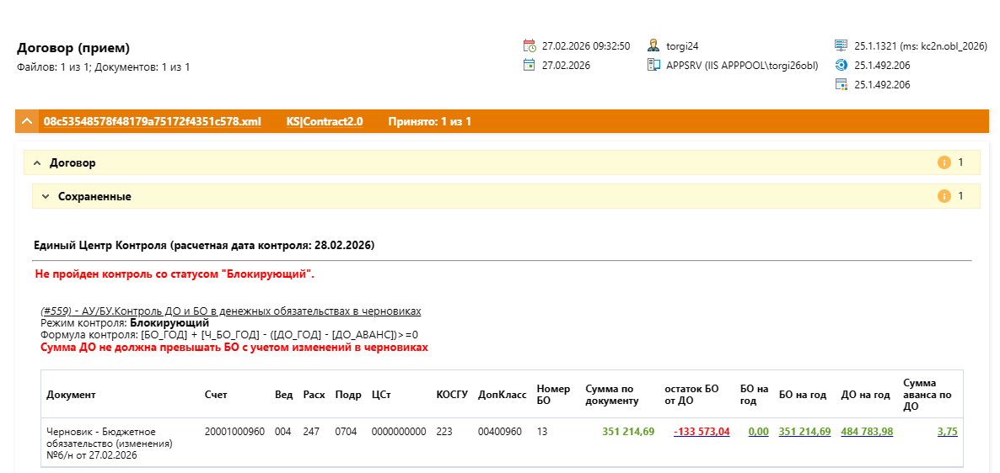 Договор (прием)
Файлов: 1 из 1; Документов: 1 из 1
27.02.2026 09:32:50
27.02.2026
torgi24
APPSRV (IIS APPPOOL\torgi26obl)
25.1.1321 (ms: kc2n.obl_2026)
25.1.492.206
25.1.492.206
08c53548578f48179a75172f4351c578.xml KS|Contract2.0 Принято: 1 из 1
Договор 1
Сохраненные 1
Единый Центр Контроля (расчетная дата контроля: 28.02.2026)
Не пройден контроль со статусом "Блокирующий".
(#559) - АУ/БУ.Контроль ДО и БО в денежных обязательствах в черновиках
Режим контроля: Блокирующий
Формула контроля: [БО_ГОД] + [Ч_БО_ГОД] - ([ДО_ГОД] - [ДО_АВАНС])>=0
Сумма ДО не должна превышать БО с учетом изменений в черновиках
Документ Счет Вед Расх Подр ЦСт КОСГУ ДопКласс Номер БО Сумма по документу остаток БО от ДО БО на год БО на год ДО на год Сумма аванса по ДО
Черновик - Бюджетное 20001000960 004 247 0704 0000000000 223 00400960 13 351 214,69 -133 573,04 0,00 351 214,69 484 783,98 3,75
обязательство (изменения)
№б/н от 27.02.2026